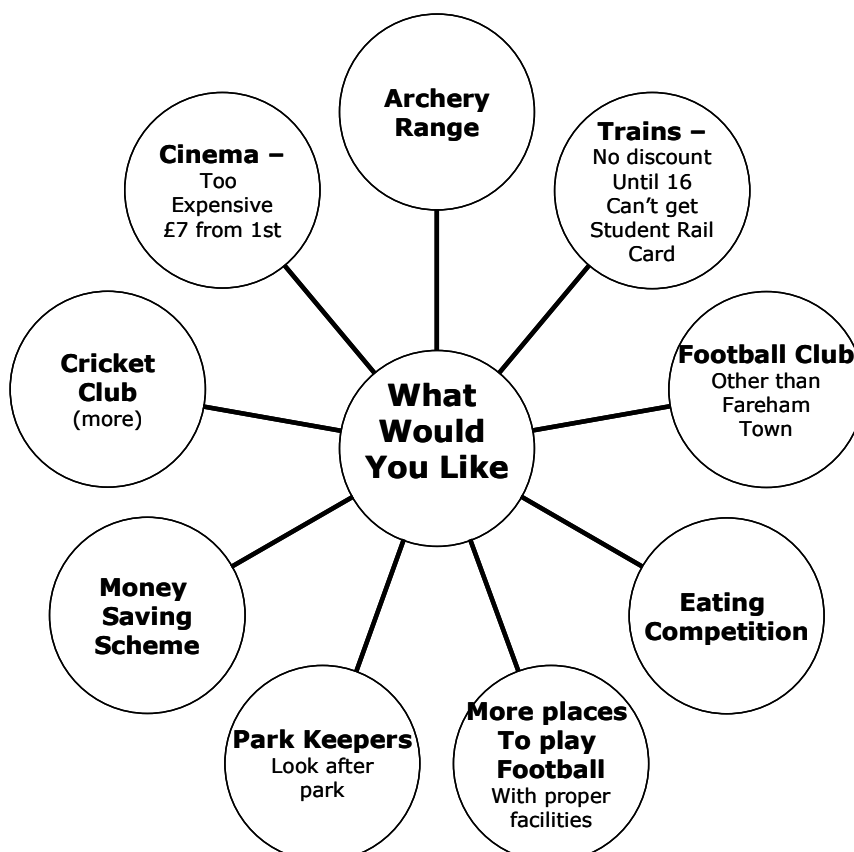 Archery
Range
Trains –
No discount
Until 16
Can’t get
Student Rail
Card
Cinema –
Too
Expensive
£7 from 1st
Football Club
Other than
Fareham
Town
Cricket
Club
(more)
What
Would
You Like
Eating
Competition
Money
Saving
Scheme
More places
To play
Football
With proper
facilities
Park Keepers
Look after
park